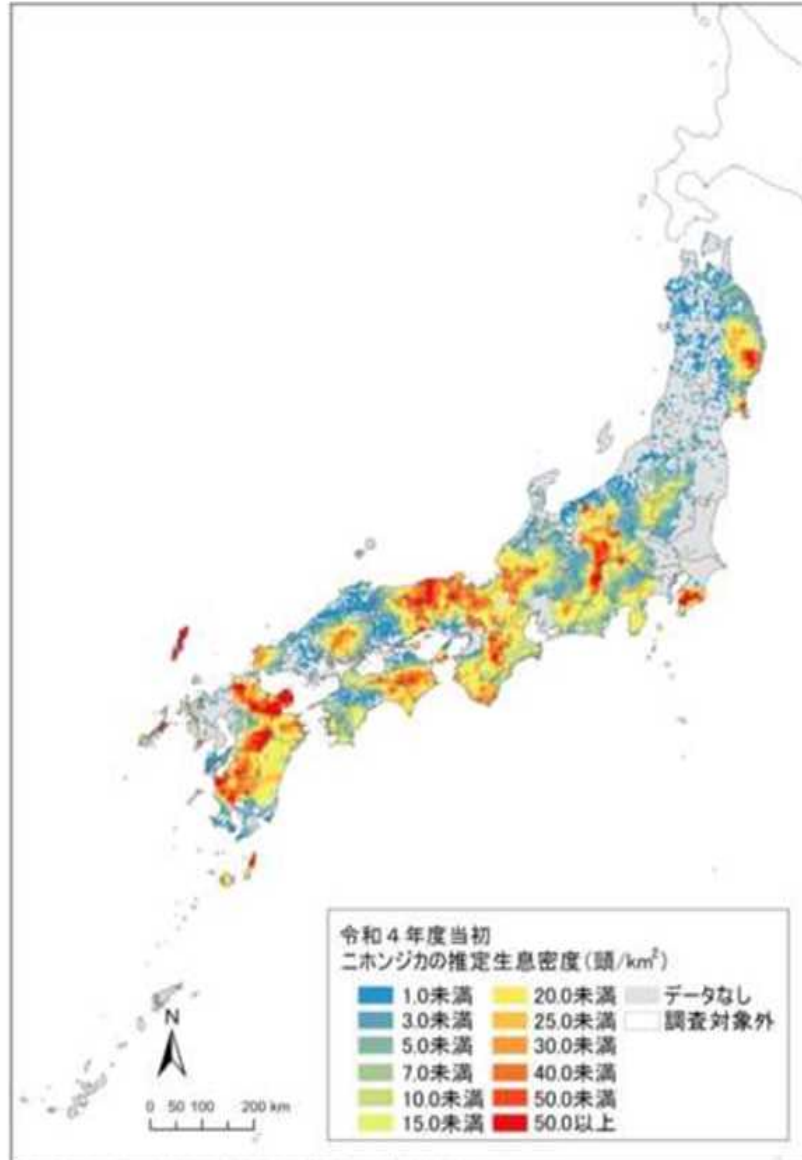 令和４年度当初
ニホンジカの推定生息密度(頭/km²)
1.0未満 20.0未満 データなし
3.0未満 25.0未満 調査対象外
5.0未満 30.0未満
7.0未満 40.0未満
10.0未満 50.0未満
15.0未満 50.0以上
N
0 50 100 200 km